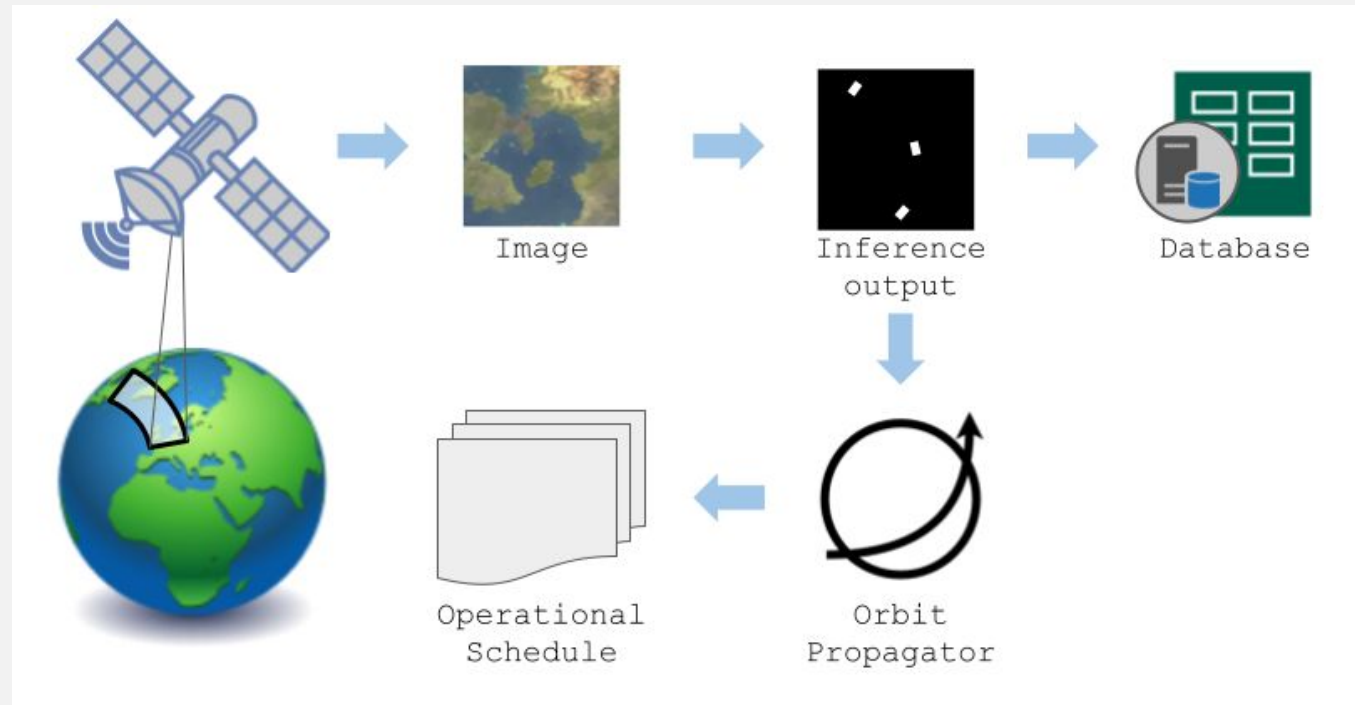 Image
Inference
output
Database
Operational
Schedule
Orbit
Propagator